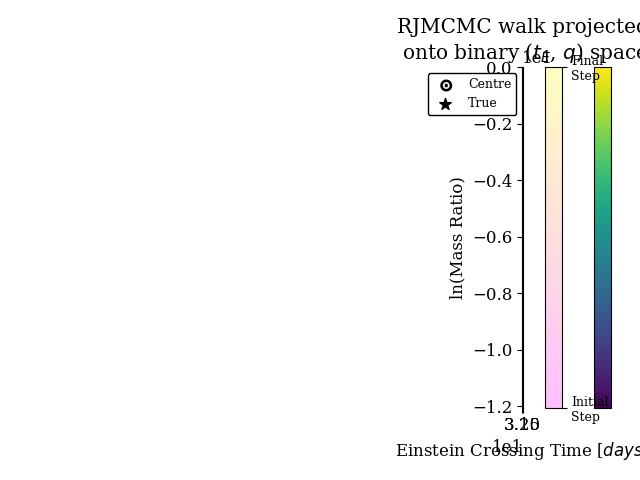 RJMCMC walk projected
onto binary (tE, q) space
1e1
Final
Step
0.0
Centre
True
−0.2
−0.4
−0.6
−0.8
−1.0
−1.2
ln(Mass Ratio)
Initial
Step
Einstein Crossing Time [days
1e1